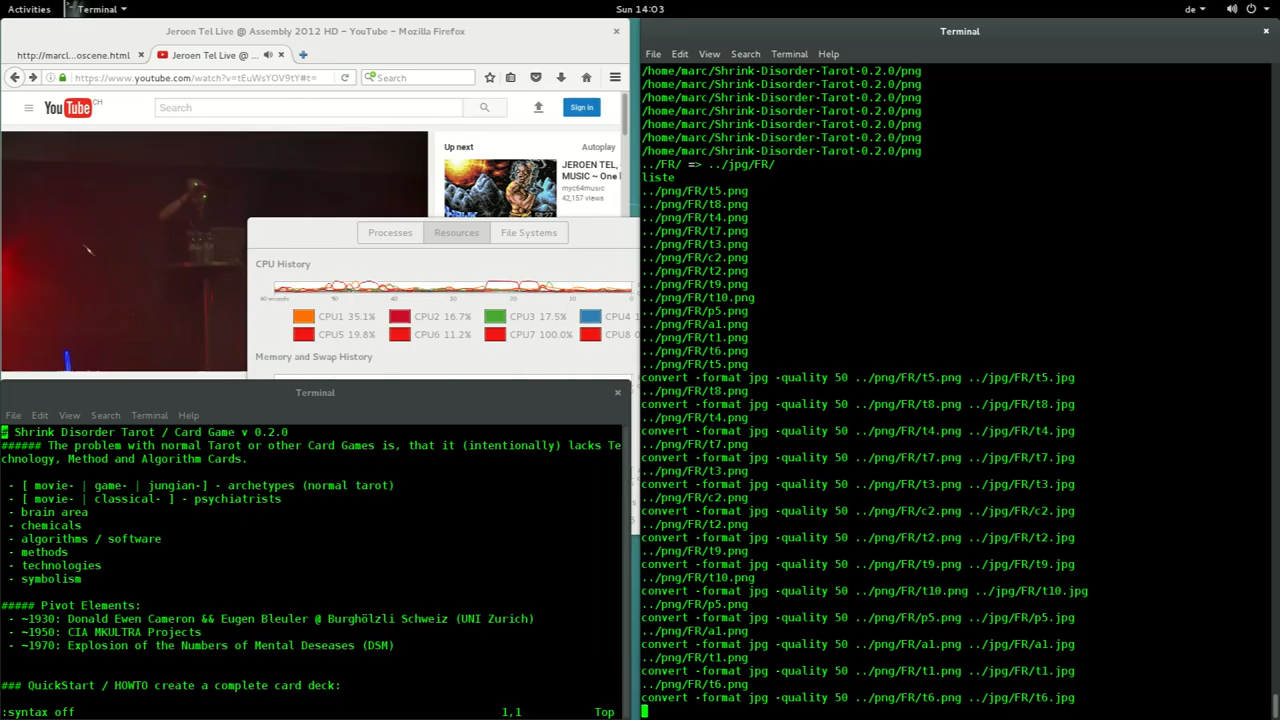 Activities Terminal Sun 14:03 de
Jeroen Tel Live @ Assembly 2012 HD – YouTube – Mozilla Firefox
http://marcl...oscene.html Jeroen Tel Live @ ...
https://www.youtube.com/watch?v=tEuWsYOV9tY#t= Search
YouTube CH Search Sign in
Up next Autoplay
JEROEN TEL,
MUSIC ~ One
myc64music
42,157 views
Processes Resources File Systems
CPU History
60 seconds 50 40 30 20 10 0
CPU1 35.1% CPU2 16.7% CPU3 17.5% CPU4 1
CPU5 19.8% CPU6 11.2% CPU7 100.0% CPU8 0
Memory and Swap History
Terminal
File Edit View Search Terminal Help
# Shrink Disorder Tarot / Card Game v 0.2.0
###### The problem with normal Tarot or other Card Games is, that it (intentionally) lacks Te
chnology, Method and Algorithm Cards.
- [ movie- | game- | jungian-] - archetypes (normal tarot)
- [ movie- | classical- ] - psychiatrists
- brain area
- chemicals
- algorithms / software
- methods
- technologies
- symbolism
##### Pivot Elements:
- ~1930: Donald Ewen Cameron && Eugen Bleuler @ Burghölzli Schweiz (UNI Zurich)
- ~1950: CIA MKULTRA Projects
- ~1970: Explosion of the Numbers of Mental Deseases (DSM)
### QuickStart / HOWTO create a complete card deck:
:syntax off 1,1 Top
Terminal
File Edit View Search Terminal Help
/home/marc/Shrink-Disorder-Tarot-0.2.0/png
/home/marc/Shrink-Disorder-Tarot-0.2.0/png
/home/marc/Shrink-Disorder-Tarot-0.2.0/png
/home/marc/Shrink-Disorder-Tarot-0.2.0/png
/home/marc/Shrink-Disorder-Tarot-0.2.0/png
/home/marc/Shrink-Disorder-Tarot-0.2.0/png
/home/marc/Shrink-Disorder-Tarot-0.2.0/png
../FR/ => ../jpg/FR/
liste
../png/FR/t5.png
../png/FR/t8.png
../png/FR/t4.png
../png/FR/t7.png
../png/FR/t3.png
../png/FR/c2.png
../png/FR/t2.png
../png/FR/t9.png
../png/FR/t10.png
../png/FR/p5.png
../png/FR/a1.png
../png/FR/t1.png
../png/FR/t6.png
../png/FR/t5.png
convert -format jpg -quality 50 ../png/FR/t5.png ../jpg/FR/t5.jpg
../png/FR/t8.png
convert -format jpg -quality 50 ../png/FR/t8.png ../jpg/FR/t8.jpg
../png/FR/t4.png
convert -format jpg -quality 50 ../png/FR/t4.png ../jpg/FR/t4.jpg
../png/FR/t7.png
convert -format jpg -quality 50 ../png/FR/t7.png ../jpg/FR/t7.jpg
../png/FR/t3.png
convert -format jpg -quality 50 ../png/FR/t3.png ../jpg/FR/t3.jpg
../png/FR/c2.png
convert -format jpg -quality 50 ../png/FR/c2.png ../jpg/FR/c2.jpg
../png/FR/t2.png
convert -format jpg -quality 50 ../png/FR/t2.png ../jpg/FR/t2.jpg
../png/FR/t9.png
convert -format jpg -quality 50 ../png/FR/t9.png ../jpg/FR/t9.jpg
../png/FR/t10.png
convert -format jpg -quality 50 ../png/FR/t10.png ../jpg/FR/t10.jpg
../png/FR/p5.png
convert -format jpg -quality 50 ../png/FR/p5.png ../jpg/FR/p5.jpg
../png/FR/a1.png
convert -format jpg -quality 50 ../png/FR/a1.png ../jpg/FR/a1.jpg
../png/FR/t1.png
convert -format jpg -quality 50 ../png/FR/t1.png ../jpg/FR/t1.jpg
../png/FR/t6.png
convert -format jpg -quality 50 ../png/FR/t6.png ../jpg/FR/t6.jpg